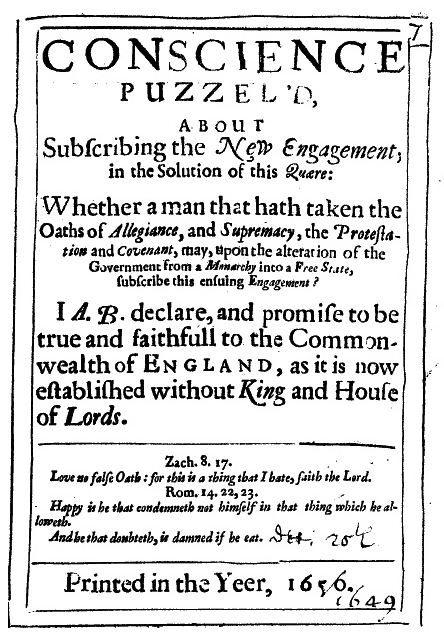 7
CONSCIENCE
PUZZEL'D,
ABOUT
Subſcribing the New Engagement;
in the Solution of this Quære:
Whether a man that hath taken the
Oaths of Allegiance, and Supremacy, the Proteſta-
tion and Covenant, may, upon the alteration of the
Government from a Monarchy into a Free State,
ſubſcribe this enſuing Engagement?
I A. B. declare, and promiſe to be
true and faithfull to the Common-
wealth of ENGLAND, as it is now
eſtabliſhed without King and Houſe
of Lords.
Zach. 8. 17.
Love no falſe Oath: for this is a thing that I hate, ſaith the Lord.
Rom. 14. 22, 23.
Happy is he that condemneth not himſelf in that thing which he al-
loweth.
And he that doubteth, is damned if he eat. Dec. 20th
Printed in the Yeer, 1650.
1649